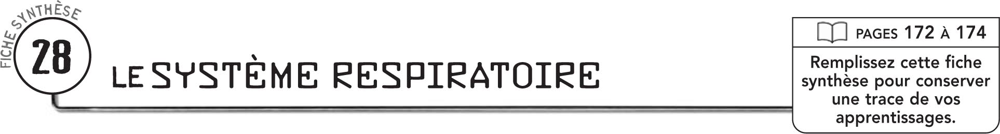 FICHE SYNTHÈSE
28
LE SYSTÈME RESPIRATOIRE
PAGES 172 À 174
Remplissez cette fiche
synthèse pour conserver
une trace de vos
apprentissages.